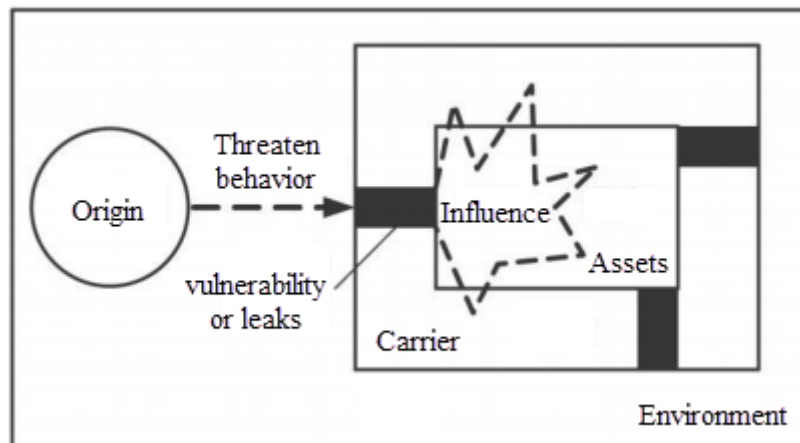 Threaten
behavior
Origin
Influence
Assets
vulnerability
or leaks
Carrier
Environment